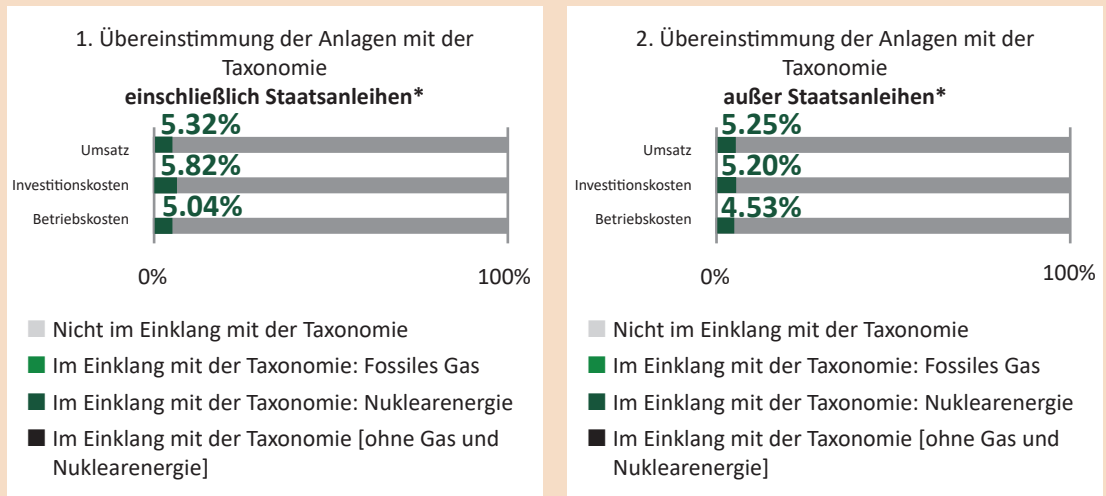 1. Übereinstimmung der Anlagen mit der
Taxonomie
einschließlich Staatsanleihen*
5.32%
Umsatz
5.82%
Investitionskosten
5.04%
Betriebskosten
0%
100%
Nicht im Einklang mit der Taxonomie
Im Einklang mit der Taxonomie: Fossiles Gas
Im Einklang mit der Taxonomie: Nuklearenergie
Im Einklang mit der Taxonomie [ohne Gas und
Nuklearenergie]
2. Übereinstimmung der Anlagen mit der
Taxonomie
außer Staatsanleihen*
5.25%
Umsatz
5.20%
Investitionskosten
4.53%
Betriebskosten
0%
100%
Nicht im Einklang mit der Taxonomie
Im Einklang mit der Taxonomie: Fossiles Gas
Im Einklang mit der Taxonomie: Nuklearenergie
Im Einklang mit der Taxonomie [ohne Gas und
Nuklearenergie]